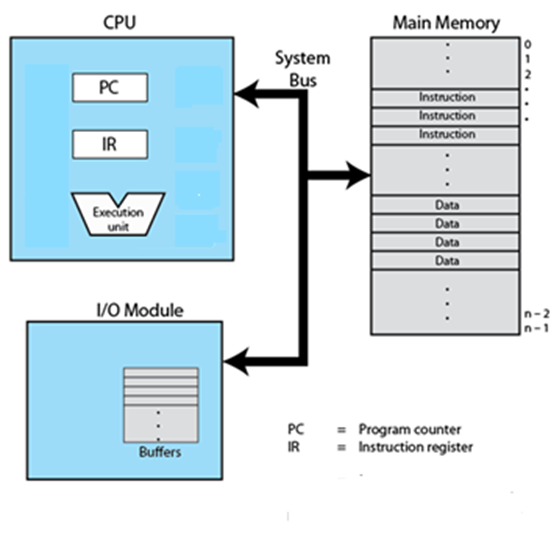 CPU
PC
IR
Execution
unit
System
Bus
Main Memory
0
1
2
Instruction
Instruction
Instruction
Data
Data
Data
Data
n – 2
n – 1
I/O Module
Buffers
PC = Program counter
IR = Instruction register